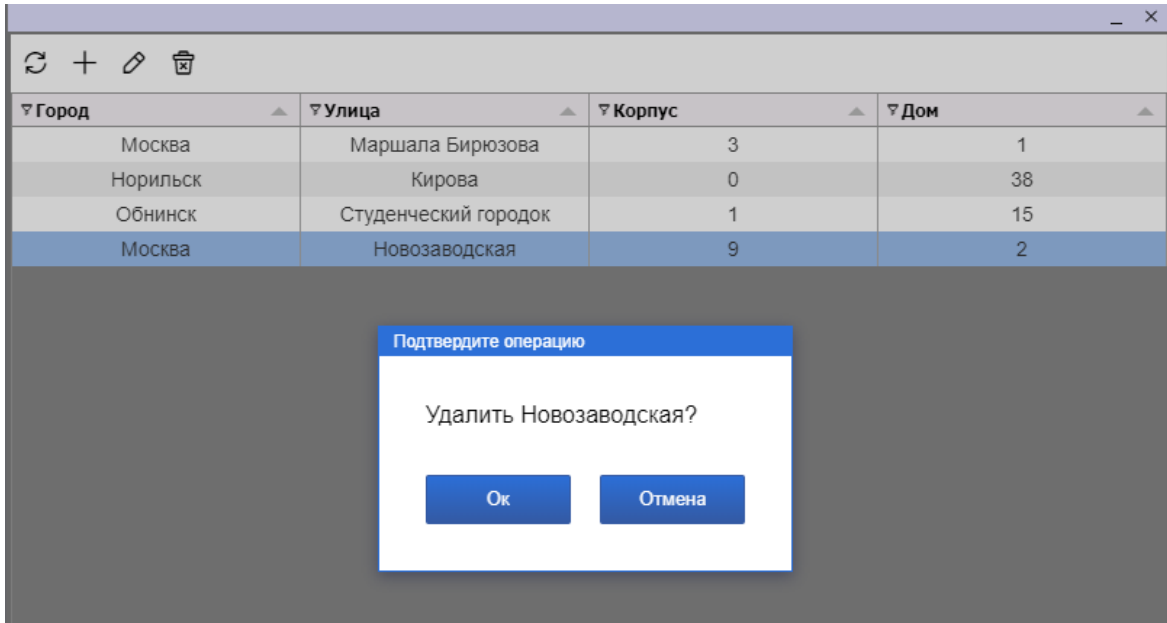 Город Улица Корпус Дом
Москва Маршала Бирюзова 3 1
Норильск Кирова 0 38
Обнинск Студенческий городок 1 15
Москва Новозаводская 9 2
Подтвердите операцию
Удалить Новозаводская?
Ок Отмена